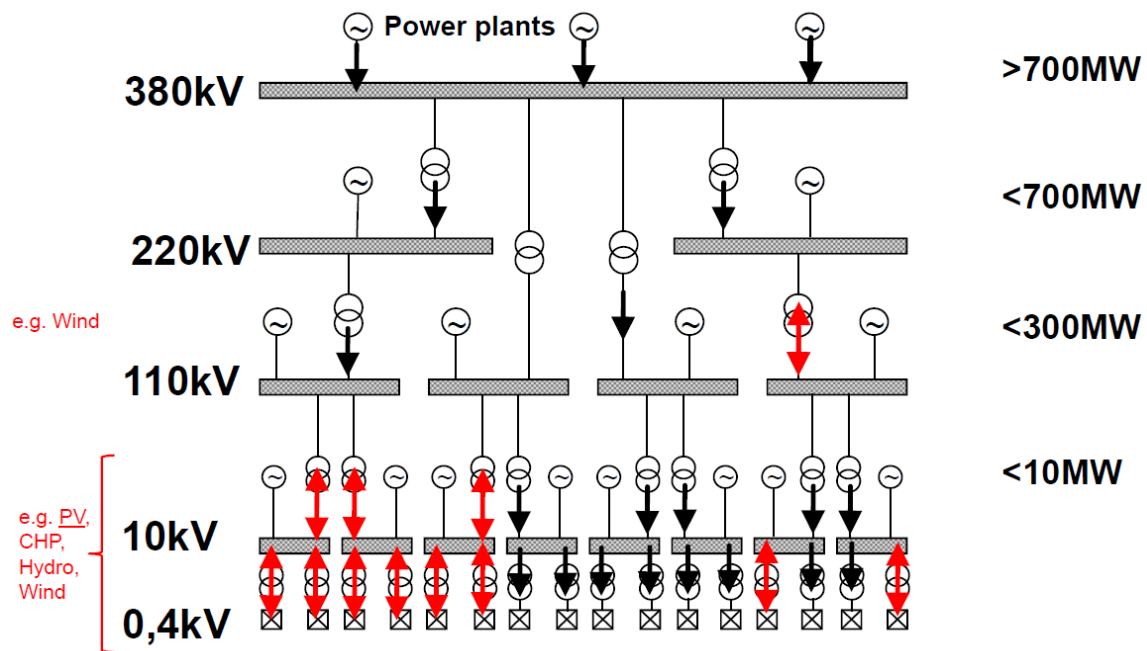 Power plants
380kV
>700MW
<700MW
220kV
e.g. Wind
<300MW
110kV
<10MW
e.g. PV,
CHP,
Hydro,
Wind
10kV
0,4kV